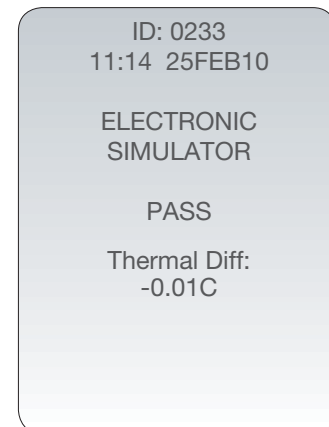 ID: 0233
11:14 25FEB10
ELECTRONIC
SIMULATOR
PASS
Thermal Diff:
-0.01C